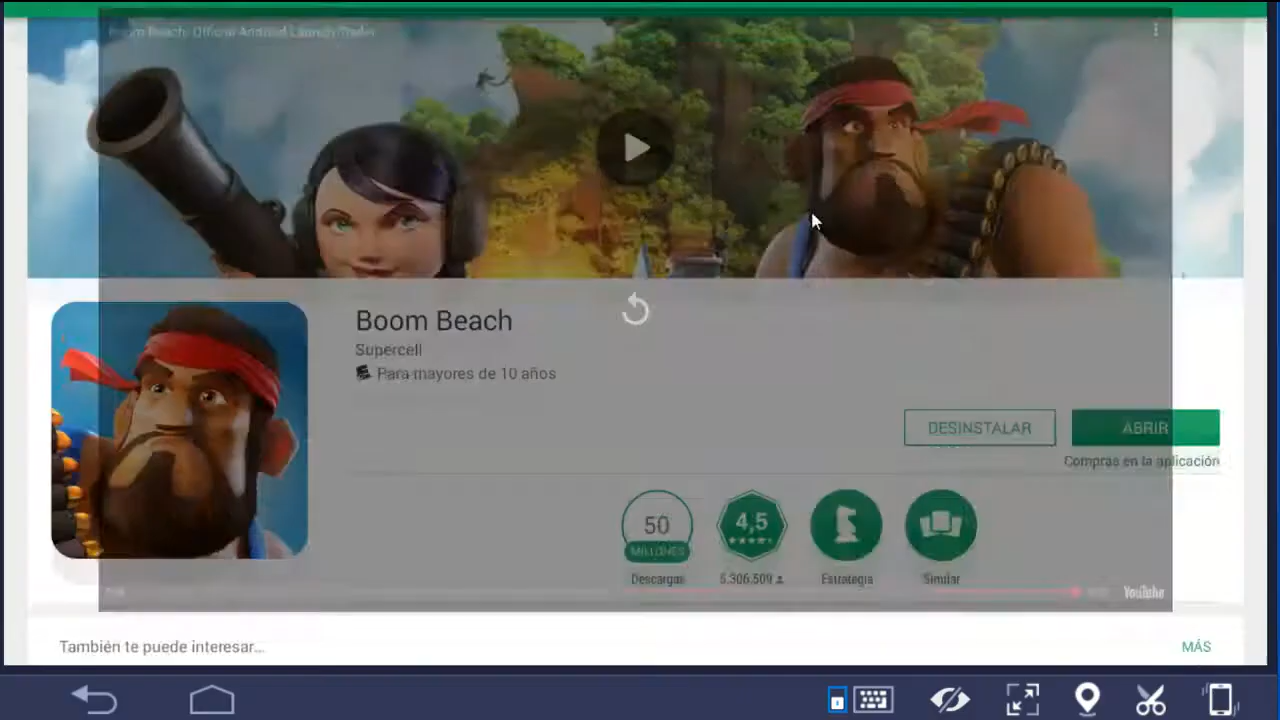 Boom Beach: Official Android Launch Trailer
Boom Beach
Supercell
Para mayores de 10 años
DESINSTALAR
ABRIR
Compras en la aplicación
50
MILLONES
4,5
Descargas
5.306.509
Estrategia
Similar
YouTube
También te puede interesar...
MÁS